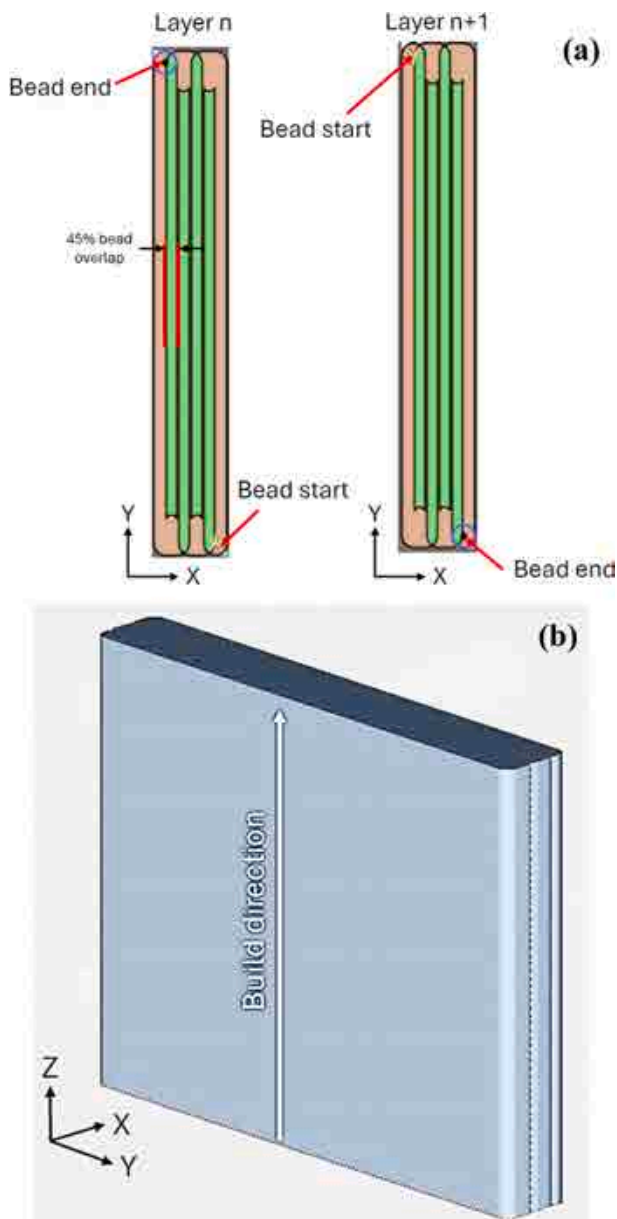 Layer n
Layer n+1
(a)
Bead end
Bead start
45% bead
overlap
Bead start
Y
X
Y
X
Bead end
(b)
Build direction
Z
X
Y